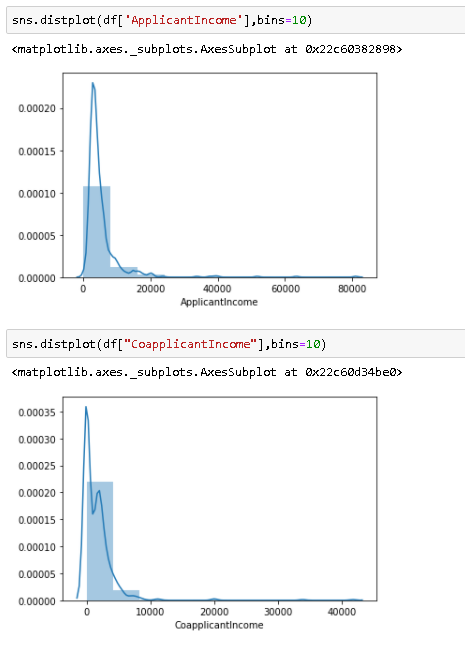 sns.distplot(df['ApplicantIncome'],bins=10)
<matplotlib.axes._subplots.AxesSubplot at 0x22c60382898>
0.00020
0.00015
0.00010
0.00005
0.00000
0 20000 40000 60000 80000
ApplicantIncome
sns.distplot(df["CoapplicantIncome"],bins=10)
<matplotlib.axes._subplots.AxesSubplot at 0x22c60d34be0>
0.00035
0.00030
0.00025
0.00020
0.00015
0.00010
0.00005
0.00000
0 10000 20000 30000 40000
CoapplicantIncome